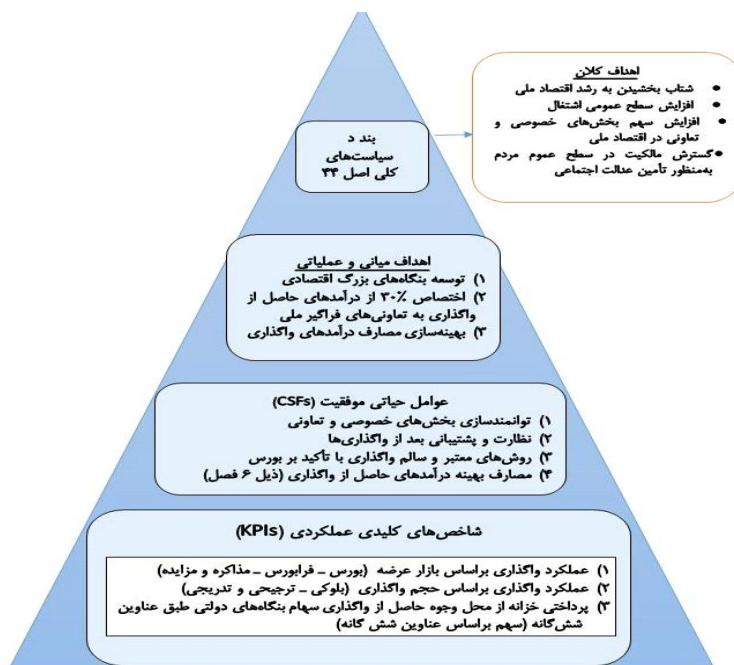 اهداف کلان
● شتاب بخشیدن به رشد اقتصاد ملی
● افزایش سطح عمومی اشتغال
● افزایش سهم بخش‌های خصوصی و
تعاونی در اقتصاد ملی
●گسترش مالکیت در سطح عموم مردم
به‌منظور تأمین عدالت اجتماعی
بند د
سیاست‌های
کلی اصل ۴۴
اهداف میانی و عملیاتی
۱) توسعه بنگاه‌های بزرگ اقتصادی
۲) اختصاص ۳۰٪ از درآمدهای حاصل از
واگذاری به تعاونی‌های فراگیر ملی
۳) بهینه‌سازی مصارف درآمدهای واگذاری
عوامل حیاتی موفقیت (CSFs)
۱) توانمندسازی بخش‌های خصوصی و تعاونی
۲) نظارت و پشتیبانی بعد از واگذاری‌ها
۳) روش‌های معتبر و سالم واگذاری با تأکید بر بورس
۴) مصارف بهینه درآمدهای حاصل از واگذاری (ذیل ۶ فصل)
شاخص‌های کلیدی عملکردی (KPIs)
۱) عملکرد واگذاری براساس بازار عرضه (بورس ـ فرابورس ـ مذاکره و مزایده)
۲) عملکرد واگذاری براساس حجم واگذاری (بلوکی ـ ترجیحی و تدریجی)
۳) پرداختی خزانه از محل وجوه حاصل از واگذاری سهام بنگاه‌های دولتی طبق عناوین
شش‌گانه (سهم براساس عناوین شش گانه)